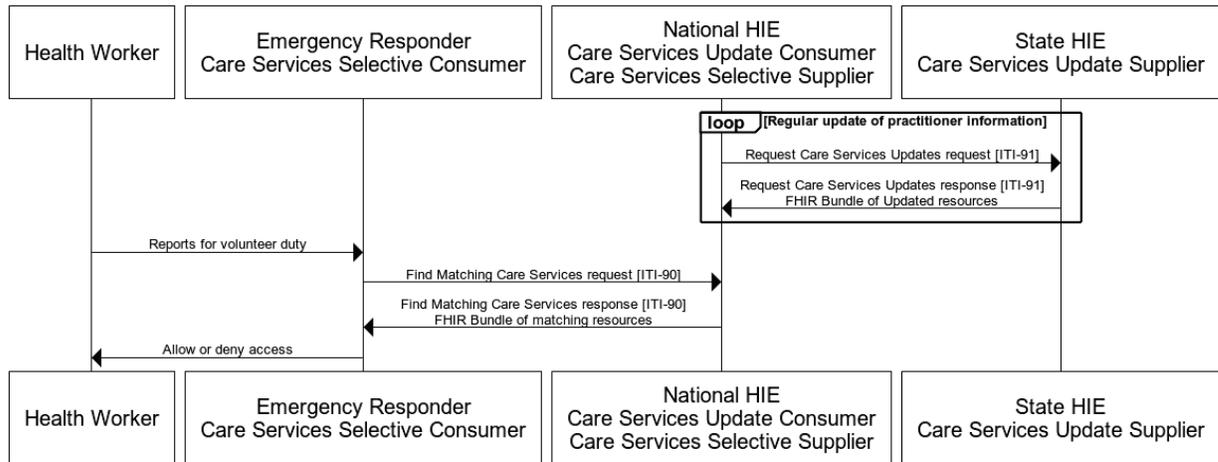 Health Worker
Emergency Responder
Care Services Selective Consumer
National HIE
Care Services Update Consumer
Care Services Selective Supplier
State HIE
Care Services Update Supplier
loop [Regular update of practitioner information]
Request Care Services Updates request [ITI-91]
Request Care Services Updates response [ITI-91]
FHIR Bundle of Updated resources
Reports for volunteer duty
Find Matching Care Services request [ITI-90]
Find Matching Care Services response [ITI-90]
FHIR Bundle of matching resources
Allow or deny access
Health Worker
Emergency Responder
Care Services Selective Consumer
National HIE
Care Services Update Consumer
Care Services Selective Supplier
State HIE
Care Services Update Supplier